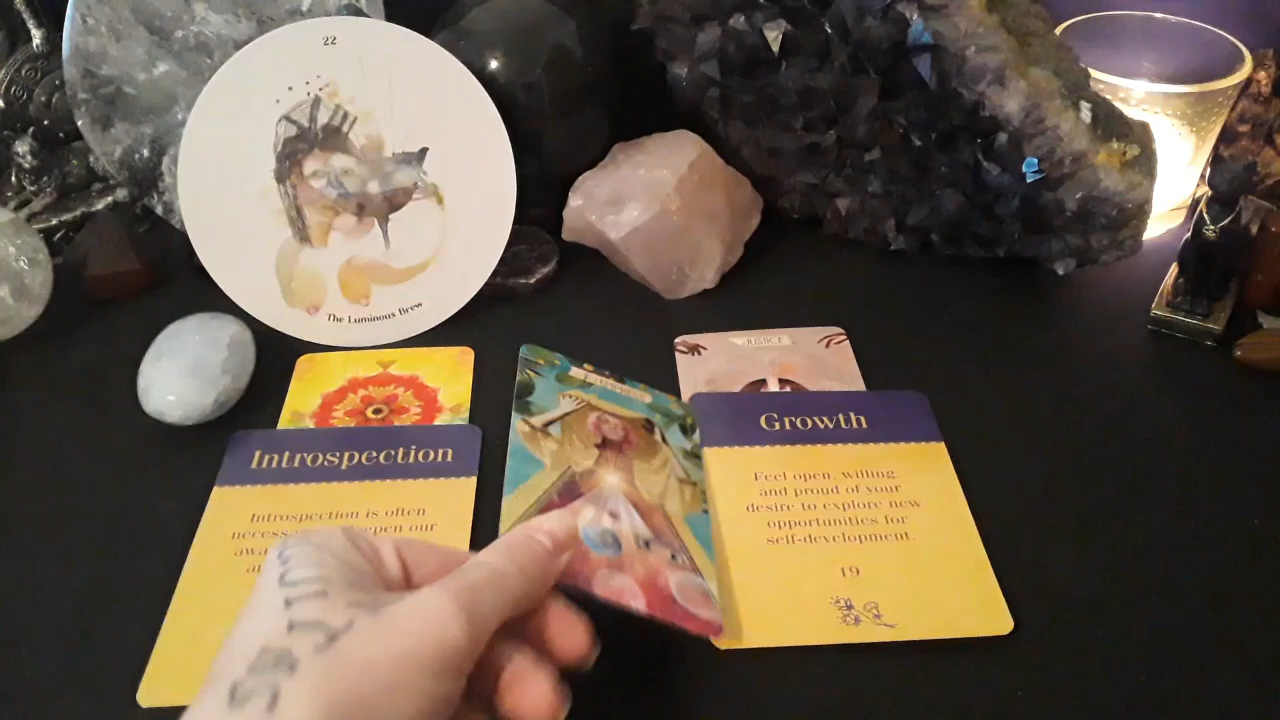 22
The Luminous Brew
JUSTICE
Introspection
Introspection is often
our
Growth
Feel open, willing,
and proud of your
desire to explore new
opportunities for
self-development.
19